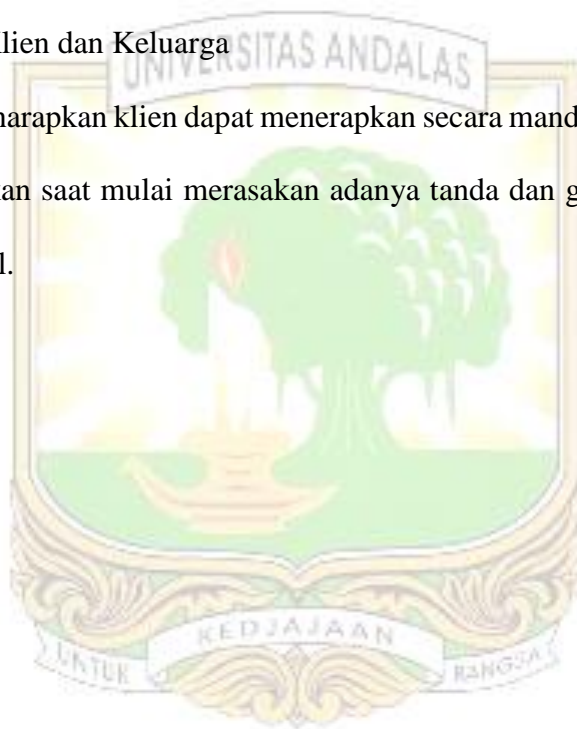 lien dan Keluarga
UNIVERSITAS ANDALAS
harapkan klien dapat menerapkan secara mand
an saat mulai merasakan adanya tanda dan g
l.
KEDJAJAAN
UNTUK BANGSA